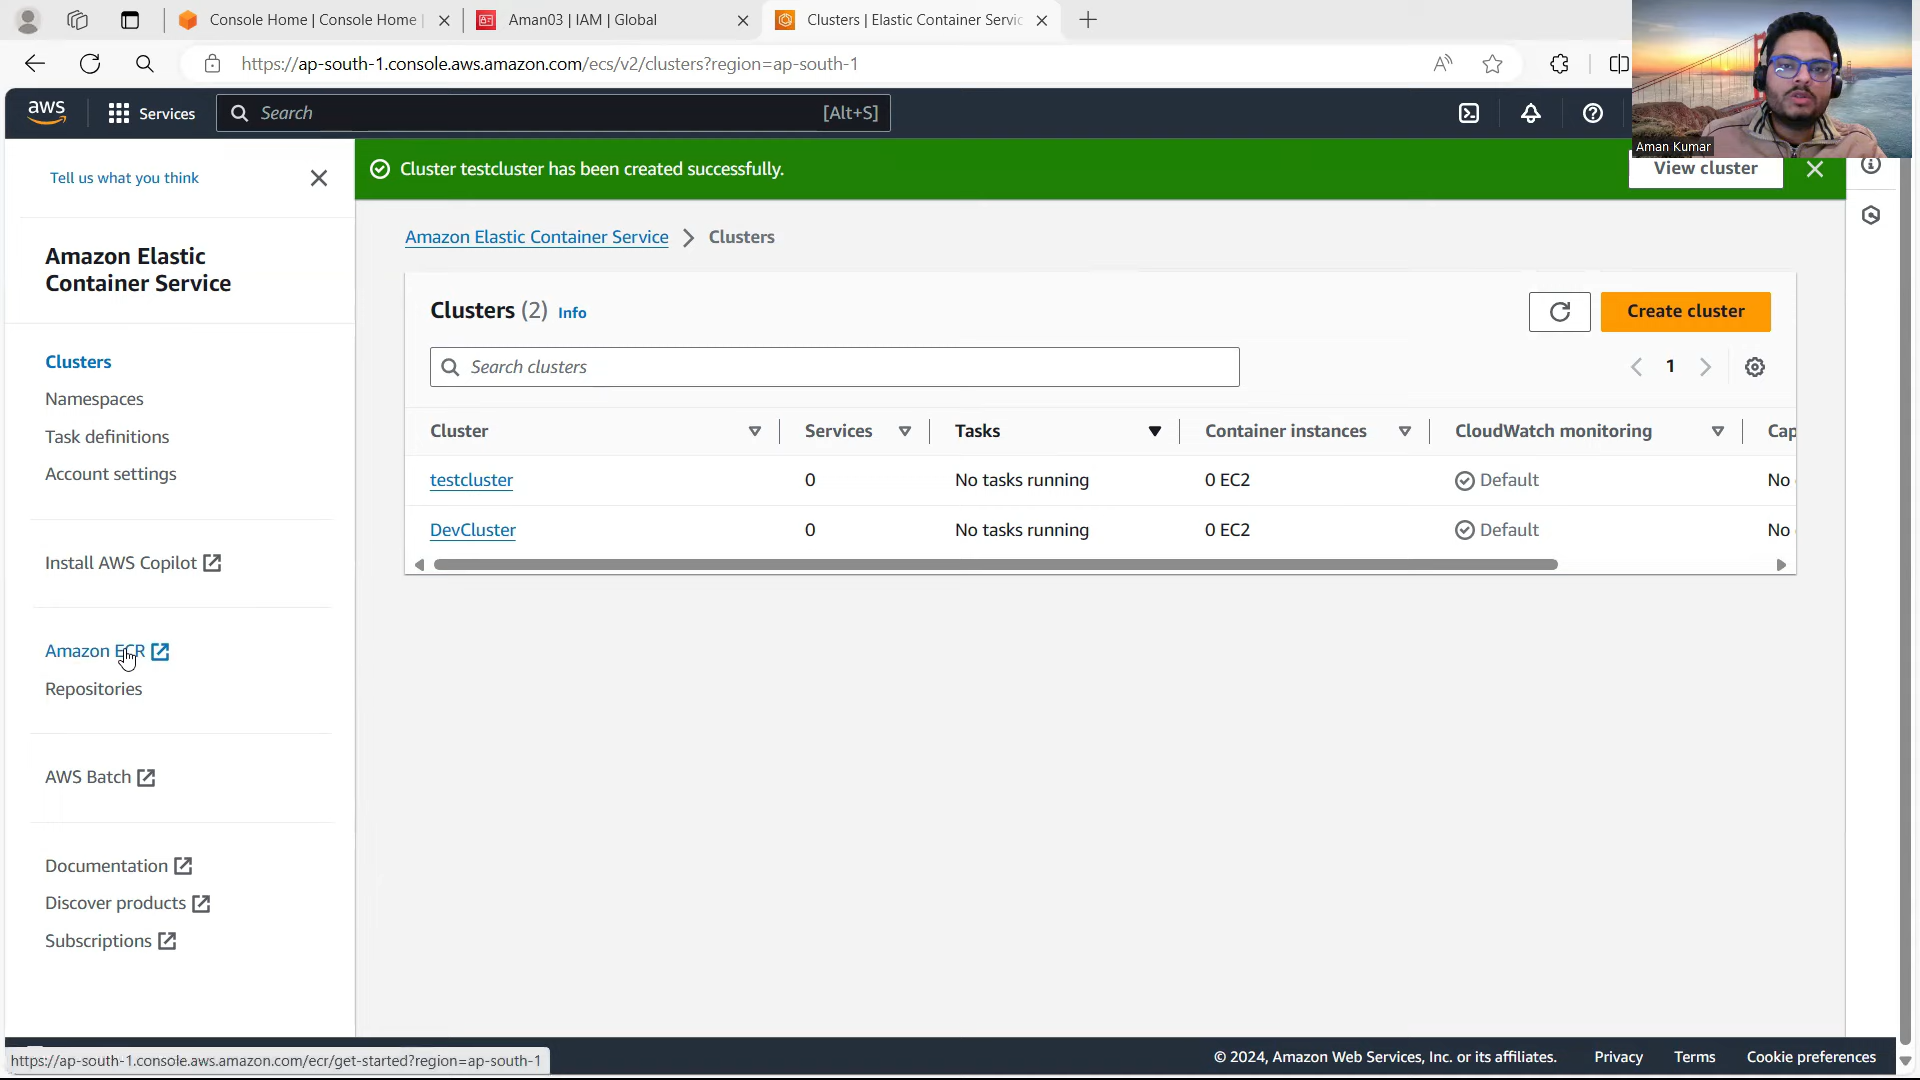 Console Home | Console Home |
Aman03 | IAM | Global
Clusters | Elastic Container Servic
https://ap-south-1.console.aws.amazon.com/ecs/v2/clusters?region=ap-south-1
aws
Services
Search
[Alt+S]
Aman Kumar
Tell us what you think
Cluster testcluster has been created successfully.
View cluster
Amazon Elastic Container Service
Clusters
Amazon Elastic
Container Service
Clusters
Namespaces
Task definitions
Account settings
Install AWS Copilot
Amazon ECR
Repositories
AWS Batch
Documentation
Discover products
Subscriptions
Clusters (2) Info
Create cluster
Search clusters
1
Cluster Services Tasks Container instances CloudWatch monitoring Cap
testcluster 0 No tasks running 0 EC2 Default No
DevCluster 0 No tasks running 0 EC2 Default No
https://ap-south-1.console.aws.amazon.com/ecr/get-started?region=ap-south-1
© 2024, Amazon Web Services, Inc. or its affiliates. Privacy Terms Cookie preferences